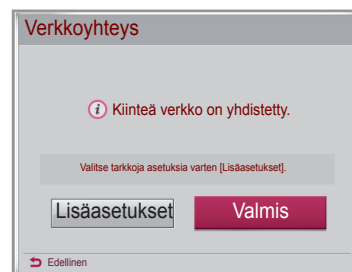 Verkkoyhteys
Kiinteä verkko on yhdistetty.
Valitse tarkkoja asetuksia varten [Lisäasetukset].
Lisäasetukset Valmis
Edellinen